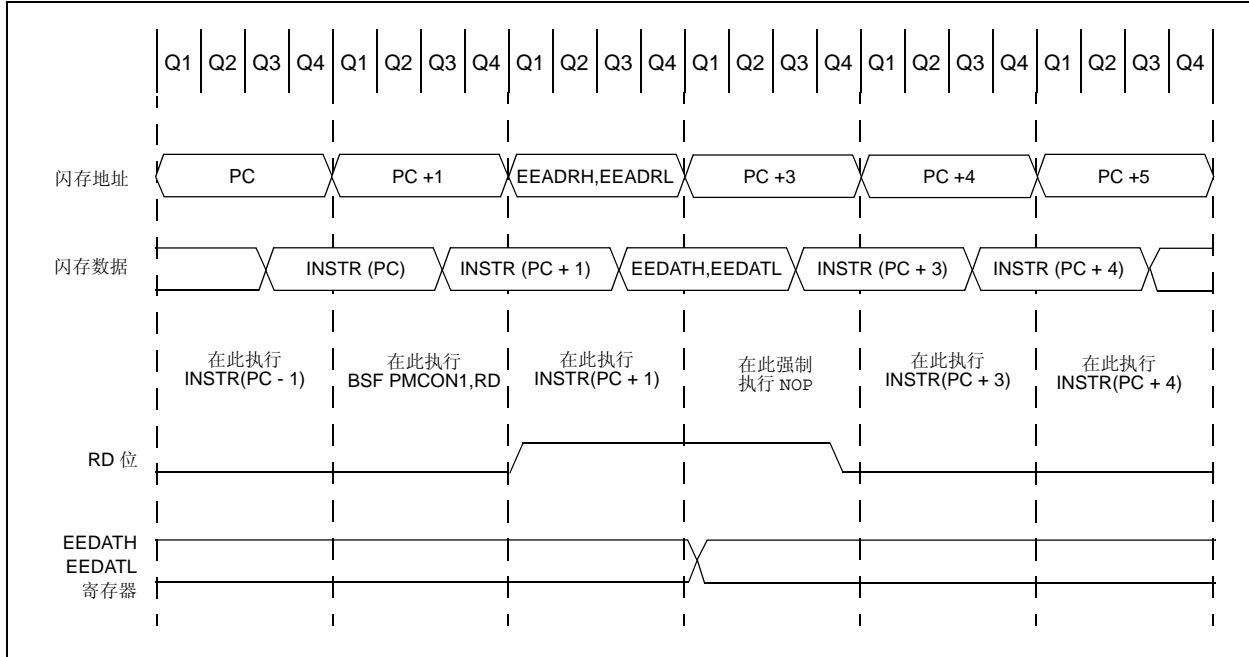 Q1 Q2 Q3 Q4 Q1 Q2 Q3 Q4 Q1 Q2 Q3 Q4 Q1 Q2 Q3 Q4 Q1 Q2 Q3 Q4 Q1 Q2 Q3 Q4
闪存地址 PC PC +1 EEADRH,EEADRL PC +3 PC +4 PC +5
闪存数据 INSTR (PC) INSTR (PC + 1) EEDATH,EEDATL INSTR (PC + 3) INSTR (PC + 4)
在此执行
INSTR(PC - 1)
在此执行
BSF PMCON1,RD
在此执行
INSTR(PC + 1)
在此强制
执行 NOP
在此执行
INSTR(PC + 3)
在此执行
INSTR(PC + 4)
RD 位
EEDATH
EEDATL
寄存器